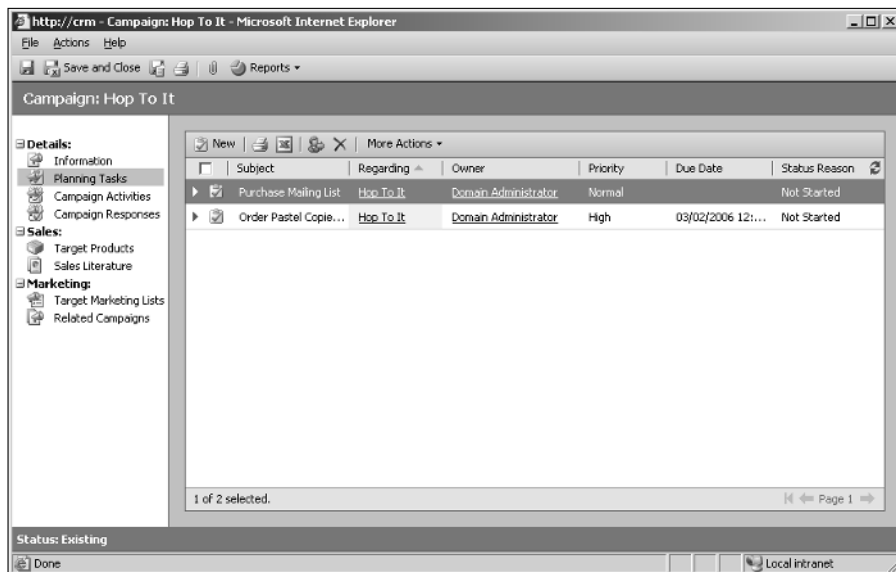 http://crm - Campaign: Hop To It - Microsoft Internet Explorer
File Actions Help
Save and Close Reports
Campaign: Hop To It
Details:
Information
Planning Tasks
Campaign Activities
Campaign Responses
Sales:
Target Products
Sales Literature
Marketing:
Target Marketing Lists
Related Campaigns
New More Actions
Subject Regarding Owner Priority Due Date Status Reason
Purchase Mailing List Hop To It Domain Administrator Normal Not Started
Order Pastel Copie... Hop To It Domain Administrator High 03/02/2006 12:... Not Started
1 of 2 selected. Page 1
Status: Existing
Done Local intranet